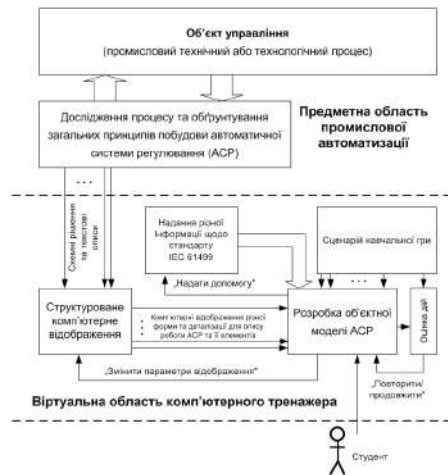 Об'єкт управління
(промисловий технічний або технологічний процес)
Дослідження процесу та обґрунтування
загальних принципів побудови автоматичної
системи регулювання (АСР)
Предметна область
промислової
автоматизації
. . .
Схемні рішення
та текстові
описи
Надання різної
Інформації щодо
стандарту
IEC 61499
Сценарій навчальної гри
. . .
„Надати допомогу"
Структуроване
комп'ютерне
відображення
Комп'ютерні відображення різної
форми та деталізації для опису
роботи АСР та її елемента
Розробка об'єктної
моделі АСР
Оцінка дій
„Змінити параметри відображення"
„Повторити/
продовжити"
Віртуальна область комп'ютерного тренажера
Студент